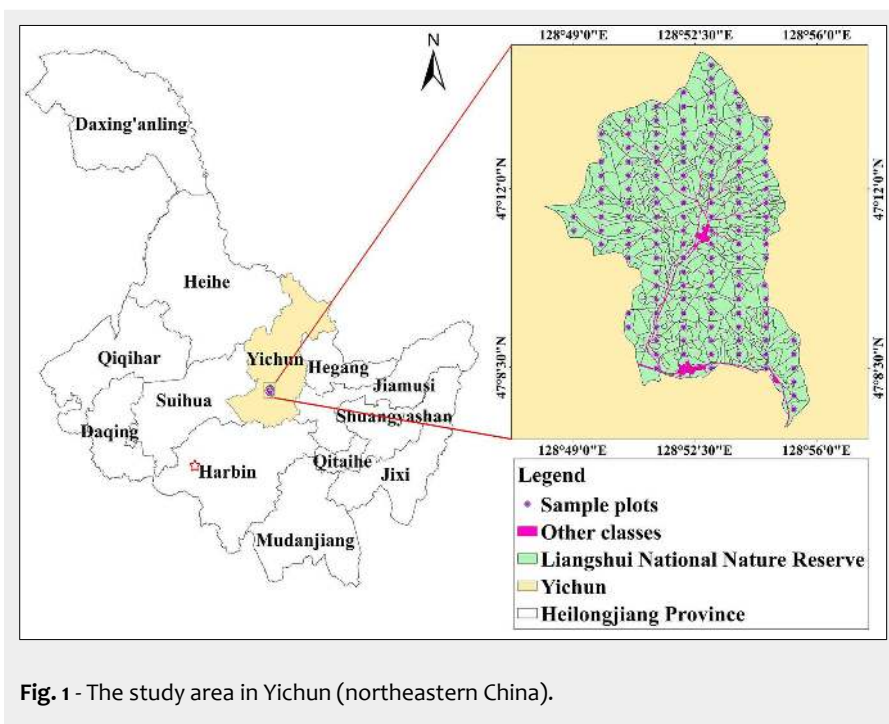 N
Daxing'anling
Heihe
Qiqihar
Yichun
Hegang
Jiamusi
Suihua
Shuangyashan
Daqing
Harbin
Qitaihe
Jixi
Mudanjiang
128°49'0"E 128°52'30"E 128°56'0"E
47°12'0"N 47°12'0"N
47°8'30"N 47°8'30"N
128°49'0"E 128°52'30"E 128°56'0"E
Legend
Sample plots
Other classes
Liangshui National Nature Reserve
Yichun
Heilongjiang Province
Fig. 1 - The study area in Yichun (northeastern China).